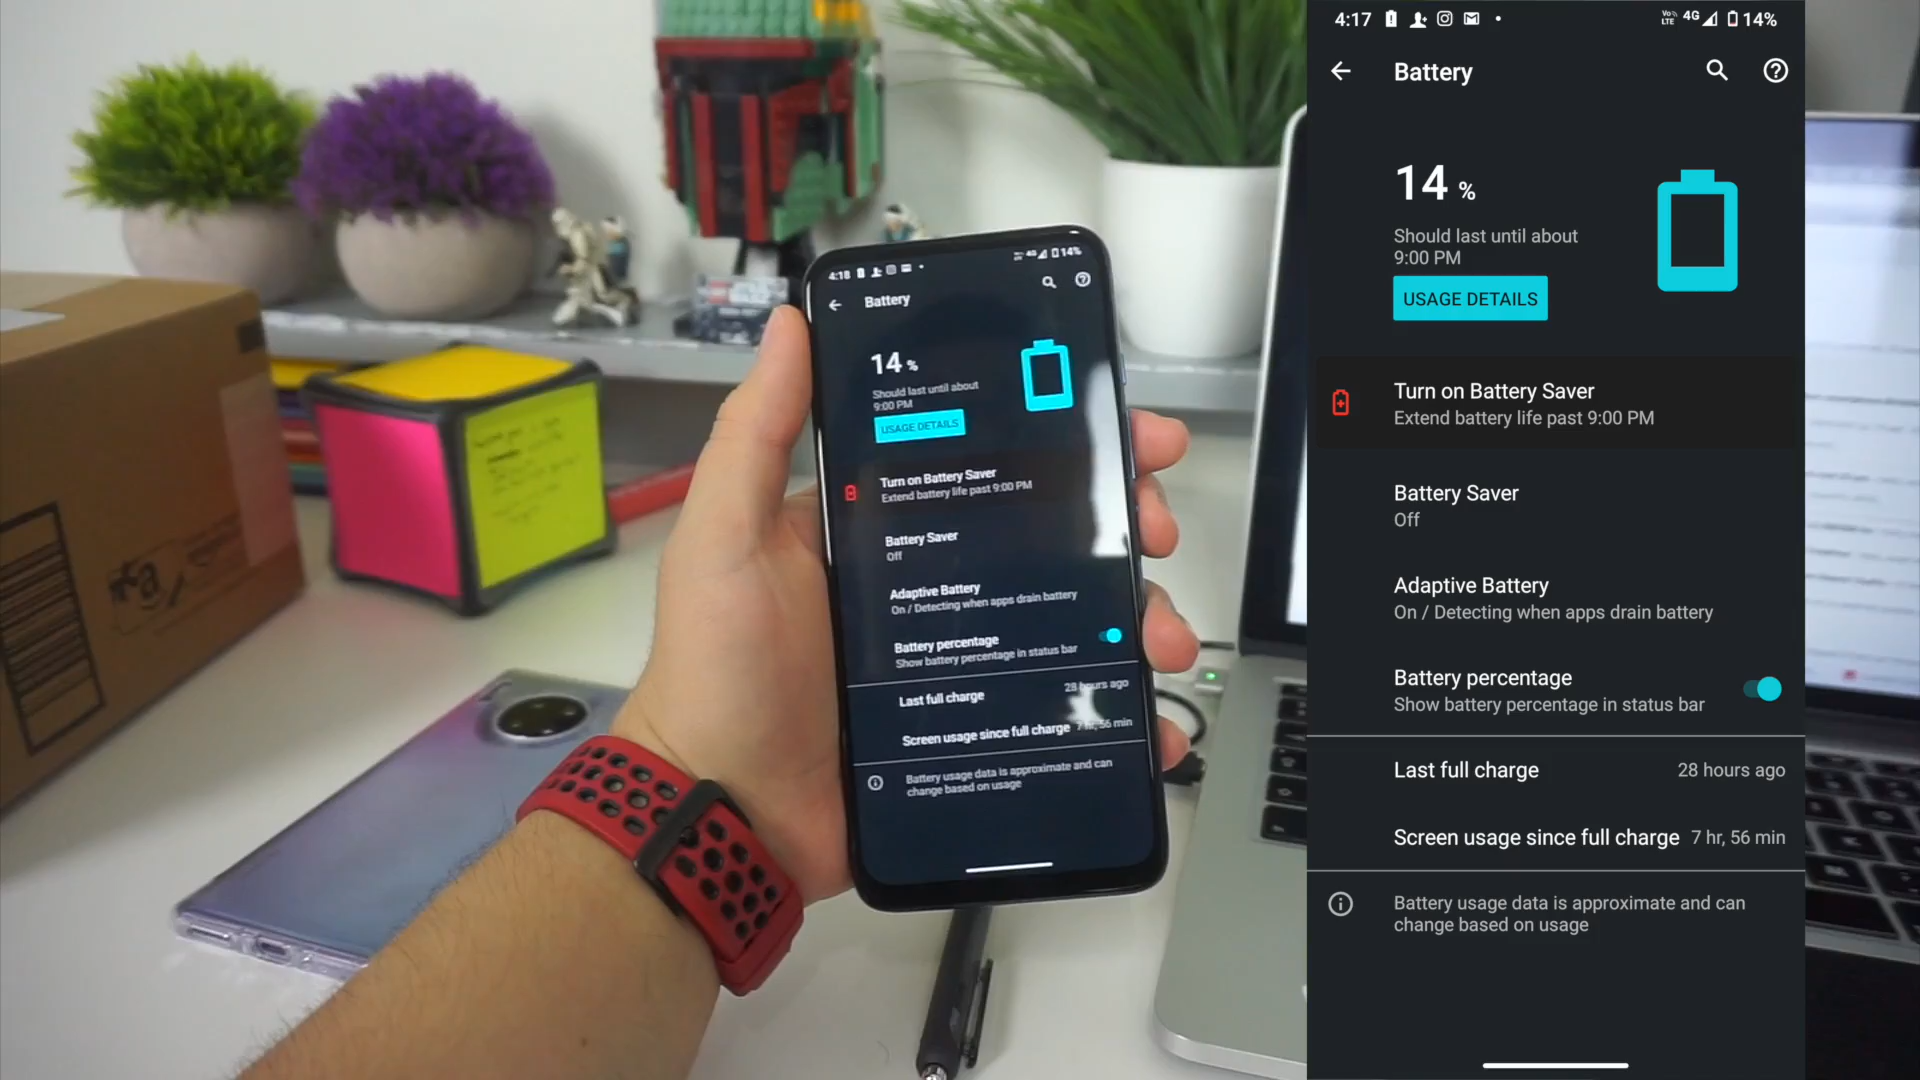 4:18 4G 14%
Battery
14 %
Should last until about
9:00 PM
USAGE DETAILS
Turn on Battery Saver
Extend battery life past 9:00 PM
Battery Saver
Off
Adaptive Battery
On / Detecting when apps drain battery
Battery percentage
Show battery percentage in status bar
Last full charge 28 hours ago
Screen usage since full charge 7 hr, 56 min
Battery usage data is approximate and can
change based on usage
4:17 Vo LTE 4G 14%
Battery
14 %
Should last until about
9:00 PM
USAGE DETAILS
Turn on Battery Saver
Extend battery life past 9:00 PM
Battery Saver
Off
Adaptive Battery
On / Detecting when apps drain battery
Battery percentage
Show battery percentage in status bar
Last full charge 28 hours ago
Screen usage since full charge 7 hr, 56 min
Battery usage data is approximate and can
change based on usage